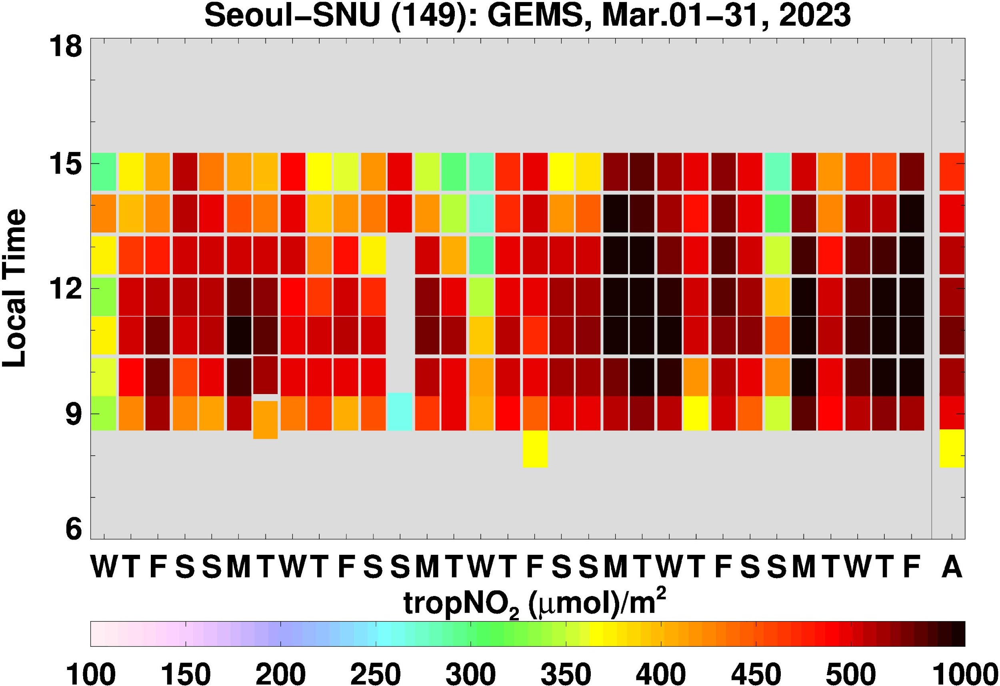 Seoul–SNU (149): GEMS, Mar.01–31, 2023
18
15
12
9
6
Local Time
W T F S S M T W T F S S M T W T F S S M T W T F S S M T W T F A
tropNO₂ (μmol)/m²
100 150 200 250 300 350 400 450 500 1000